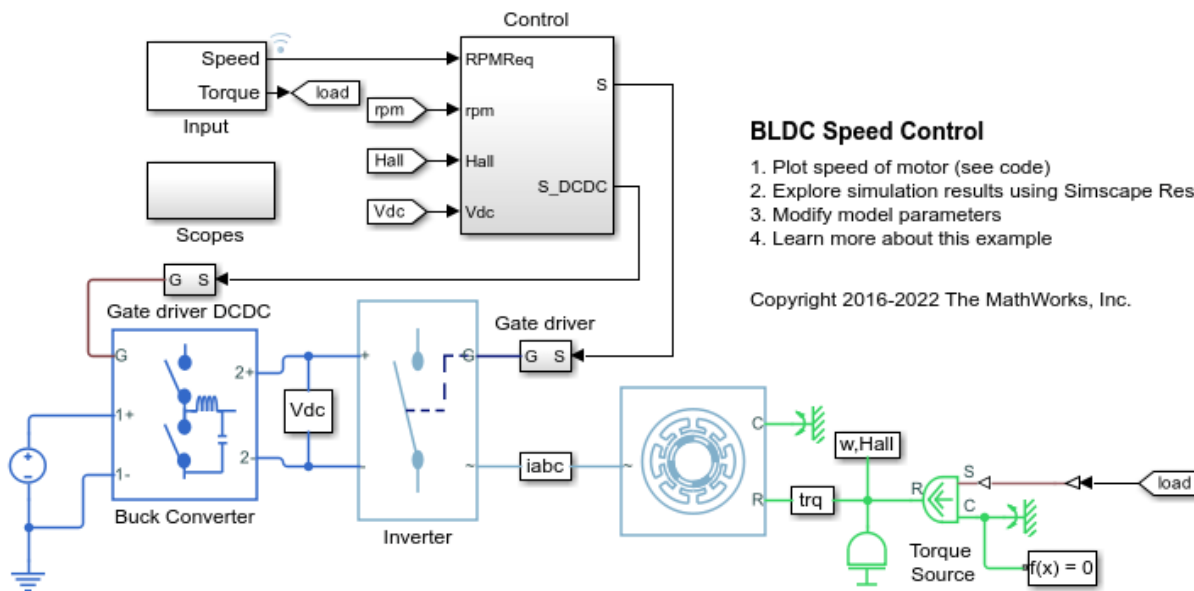 Control
Speed
Torque
load
Input
Scopes
RPMReq
rpm
rpm
Hall
Hall
Vdc
Vdc
S
S_DCDC
BLDC Speed Control
1. Plot speed of motor (see code)
2. Explore simulation results using Simscape Res
3. Modify model parameters
4. Learn more about this example
Copyright 2016-2022 The MathWorks, Inc.
G S
Gate driver DCDC
G
1+
1-
2+
2-
Buck Converter
Vdc
+
-
G
~
Inverter
Gate driver
G S
iabc
~
C
R
trq
w,Hall
R
S
C
Torque
Source
load
f(x) = 0